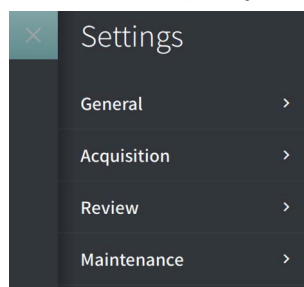 Settings
General
Acquisition
Review
Maintenance